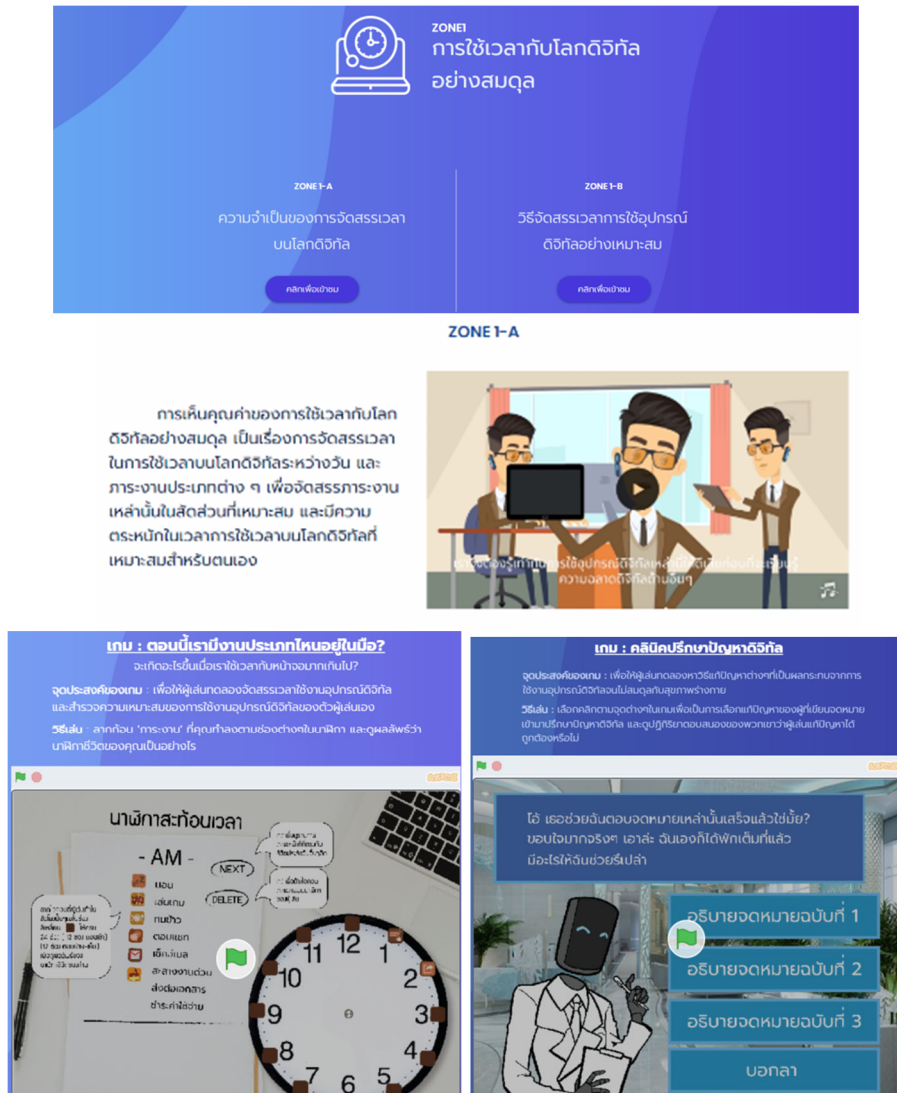 ZONE1
การใช้เวลากับโลกดิจิทัล
อย่างสมดุล
ZONE 1-A
ความจำเป็นของการจัดสรรเวลา
บนโลกดิจิทัล
คลิกเพื่อเข้าชม
ZONE 1-B
วิธีจัดสรรเวลาการใช้อุปกรณ์
ดิจิทัลอย่างเหมาะสม
คลิกเพื่อเข้าชม
ZONE 1-A
การเห็นคุณค่าของการใช้เวลากับโลก
ดิจิทัลอย่างสมดุล เป็นเรื่องการจัดสรรเวลา
ในการใช้เวลาบนโลกดิจิทัลระหว่างวัน และ
ภาระงานประเภทต่าง ๆ เพื่อจัดสรรภาระงาน
เหล่านั้นในสัดส่วนที่เหมาะสม และมีความ
ตระหนักในเวลาการใช้เวลาบนโลกดิจิทัลที่
เหมาะสมสำหรับตนเอง
การใช้อุปกรณ์ดิจิทัลเหล่านี้ให้ดีเสียก่อนที่จะเรียนรู้
ความฉลาดดิจิทัลด้านอื่นๆ
เกม : ตอนนี้เรามีงานประเภทไหนอยู่ในมือ?
จะเกิดอะไรขึ้นเมื่อเราใช้เวลากับหน้าจอมากเกินไป?
จุดประสงค์ของเกม : เพื่อให้ผู้เล่นทดลองจัดสรรเวลาใช้งานอุปกรณ์ดิจิทัล
และสำรวจความเหมาะสมของการใช้งานอุปกรณ์ดิจิทัลของตัวผู้เล่นเอง
วิธีเล่น : ลากก้อน 'ภาระงาน' ที่คุณทำลงตามช่องต่างๆในนาฬิกา และดูผลลัพธ์ว่า
นาฬิกาชีวิตของคุณเป็นอย่างไร
นาฬิกาสะท้อนเวลา
- AM -
NEXT
DELETE
นอน
เล่นเกม
ทนข้าว
ตอบแชท
เช็คอีเมล
สะสางงานด่วน
ส่งต่อเอกสาร
ชำระค่าใช้จ่าย
11 12 1
10 2
9 3
8 4
7 6 5
เกม : คลินิคปรึกษาปัญหาดิจิทัล
จุดประสงค์ของเกม : เพื่อให้ผู้เล่นทดลองหาวิธีแก้ปัญหาต่างๆที่เป็นผลกระทบจากการ
ใช้งานอุปกรณ์ดิจิทัลจนไม่สมดุลกับสุขภาพร่างกาย
วิธีเล่น : เลือกคลิกตามจุดต่างๆในเกมเพื่อเป็นการเลือกแก้ปัญหาของผู้ที่เขียนจดหมาย
เข้ามาปรึกษาปัญหาดิจิทัล และดูปฏิกิริยาตอบสนองของพวกเขาว่าผู้เล่นแก้ปัญหาได้
ถูกต้องหรือไม่
โอ้ เธอช่วยฉันตอบจดหมายเหล่านั้นเสร็จแล้วใช่มั้ย?
ขอบใจมากจริงๆ เอาล่ะ ฉันเองก็ได้พักเต็มที่แล้ว
มีอะไรให้ฉันช่วยรึเปล่า
อธิบายจดหมายฉบับที่ 1
อธิบายจดหมายฉบับที่ 2
อธิบายจดหมายฉบับที่ 3
บอกลา